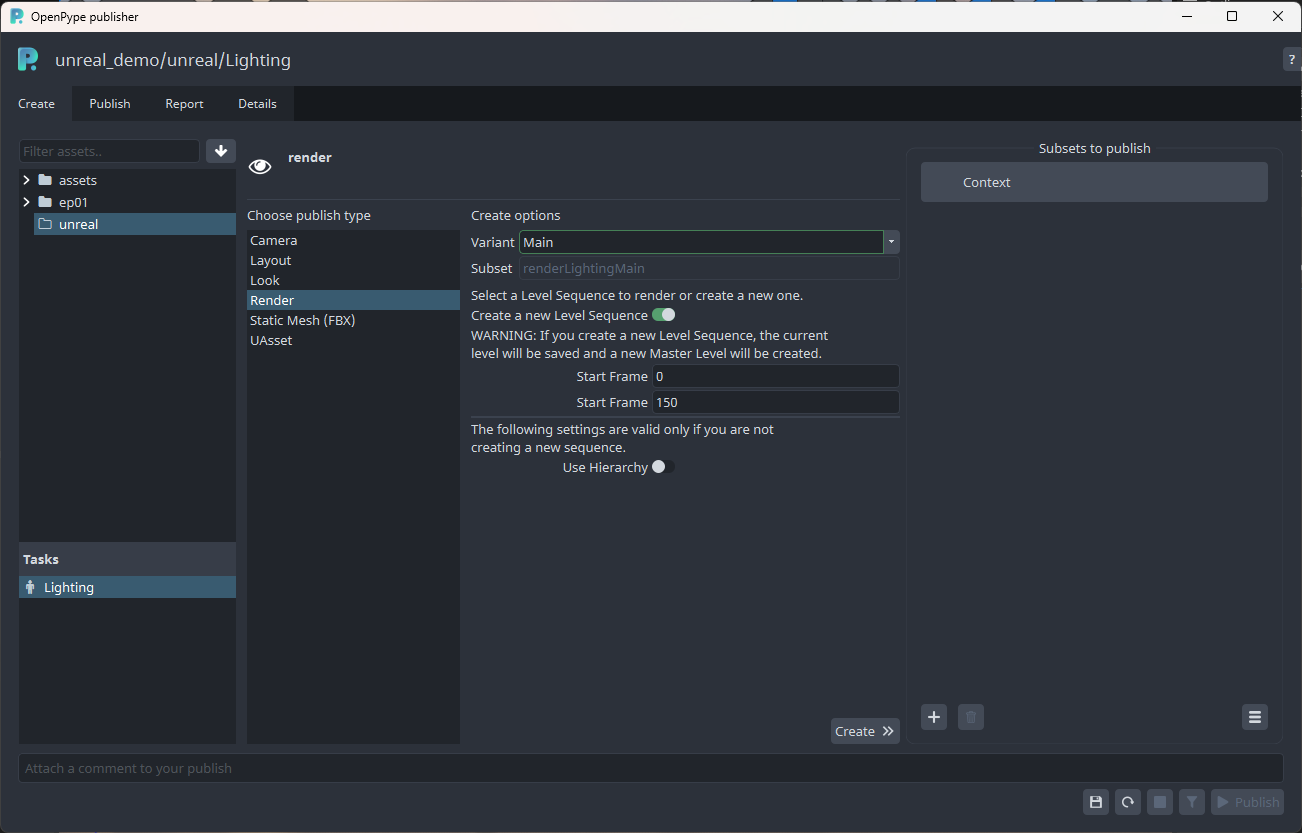 OpenPype publisher
unreal_demo/unreal/Lighting
?
Create
Publish
Report
Details
Filter assets..
assets
ep01
unreal
Tasks
Lighting
render
Choose publish type
Camera
Layout
Look
Render
Static Mesh (FBX)
UAsset
Create options
Variant Main
Subset renderLightingMain
Select a Level Sequence to render or create a new one.
Create a new Level Sequence
WARNING: If you create a new Level Sequence, the current
level will be saved and a new Master Level will be created.
Start Frame 0
Start Frame 150
The following settings are valid only if you are not
creating a new sequence.
Use Hierarchy
Create
Subsets to publish
Context
Attach a comment to your publish
Publish